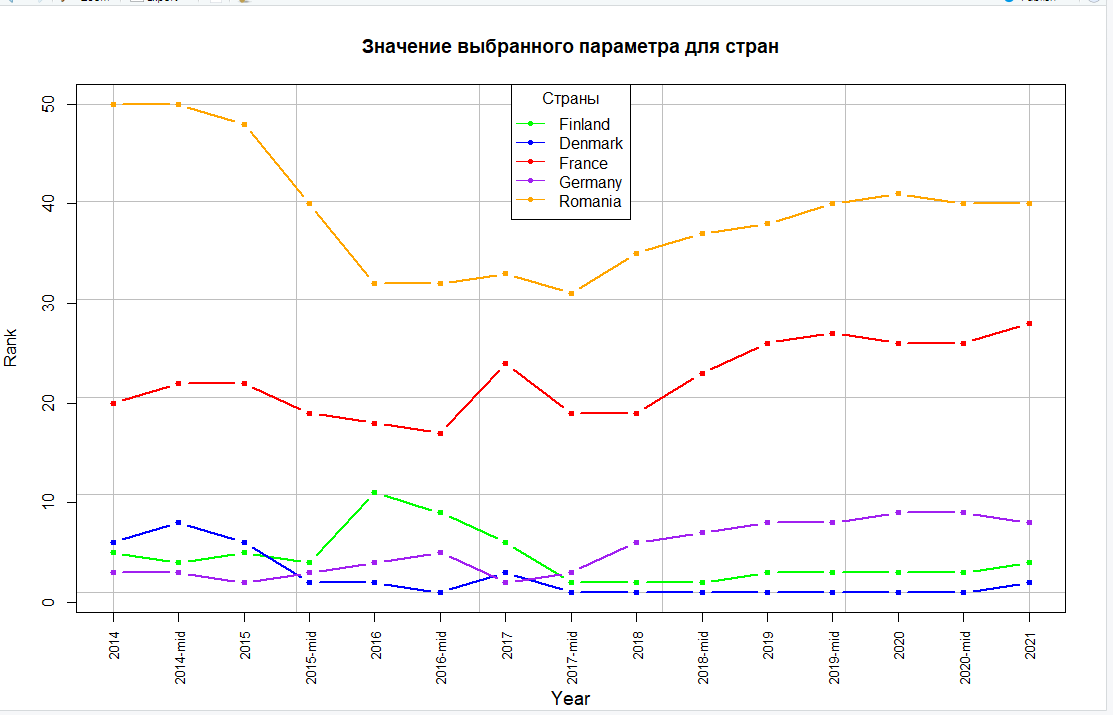 Значение выбранного параметра для стран
Страны
Finland
Denmark
France
Germany
Romania
50
40
30
20
10
0
Rank
2014
2014-mid
2015
2015-mid
2016
2016-mid
2017
2017-mid
2018
2018-mid
2019
2019-mid
2020
2020-mid
2021
Year